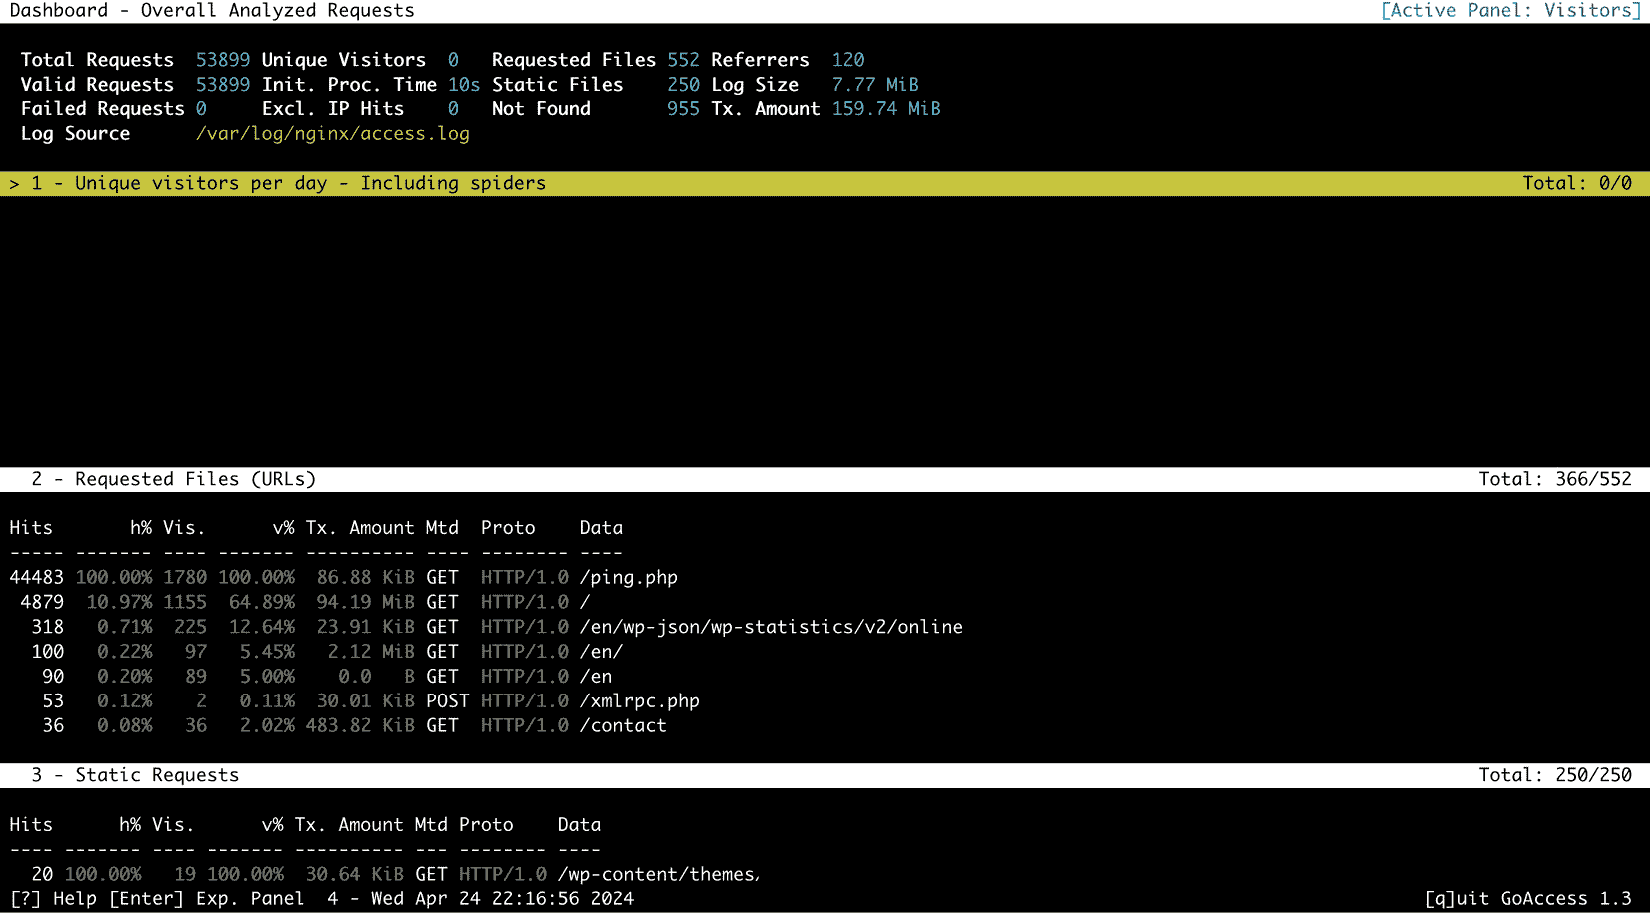 Dashboard - Overall Analyzed Requests [Active Panel: Visitors]
Total Requests 53899 Unique Visitors 0 Requested Files 552 Referrers 120
Valid Requests 53899 Init. Proc. Time 10s Static Files 250 Log Size 7.77 MiB
Failed Requests 0 Excl. IP Hits 0 Not Found 955 Tx. Amount 159.74 MiB
Log Source /var/log/nginx/access.log
> 1 - Unique visitors per day - Including spiders Total: 0/0
2 - Requested Files (URLs) Total: 366/552
Hits h% Vis. v% Tx. Amount Mtd Proto Data
----- ------- ---- ------- ---------- ---- -------- ----
44483 100.00% 1780 100.00% 86.88 KiB GET HTTP/1.0 /ping.php
4879 10.97% 1155 64.89% 94.19 MiB GET HTTP/1.0 /
318 0.71% 225 12.64% 23.91 KiB GET HTTP/1.0 /en/wp-json/wp-statistics/v2/online
100 0.22% 97 5.45% 2.12 MiB GET HTTP/1.0 /en/
90 0.20% 89 5.00% 0.0 B GET HTTP/1.0 /en
53 0.12% 2 0.11% 30.01 KiB POST HTTP/1.0 /xmlrpc.php
36 0.08% 36 2.02% 483.82 KiB GET HTTP/1.0 /contact
3 - Static Requests Total: 250/250
Hits h% Vis. v% Tx. Amount Mtd Proto Data
---- ------- ---- ------- ---------- --- -------- ----
20 100.00% 19 100.00% 30.64 KiB GET HTTP/1.0 /wp-content/themes/
[?] Help [Enter] Exp. Panel 4 - Wed Apr 24 22:16:56 2024 [q]uit GoAccess 1.3